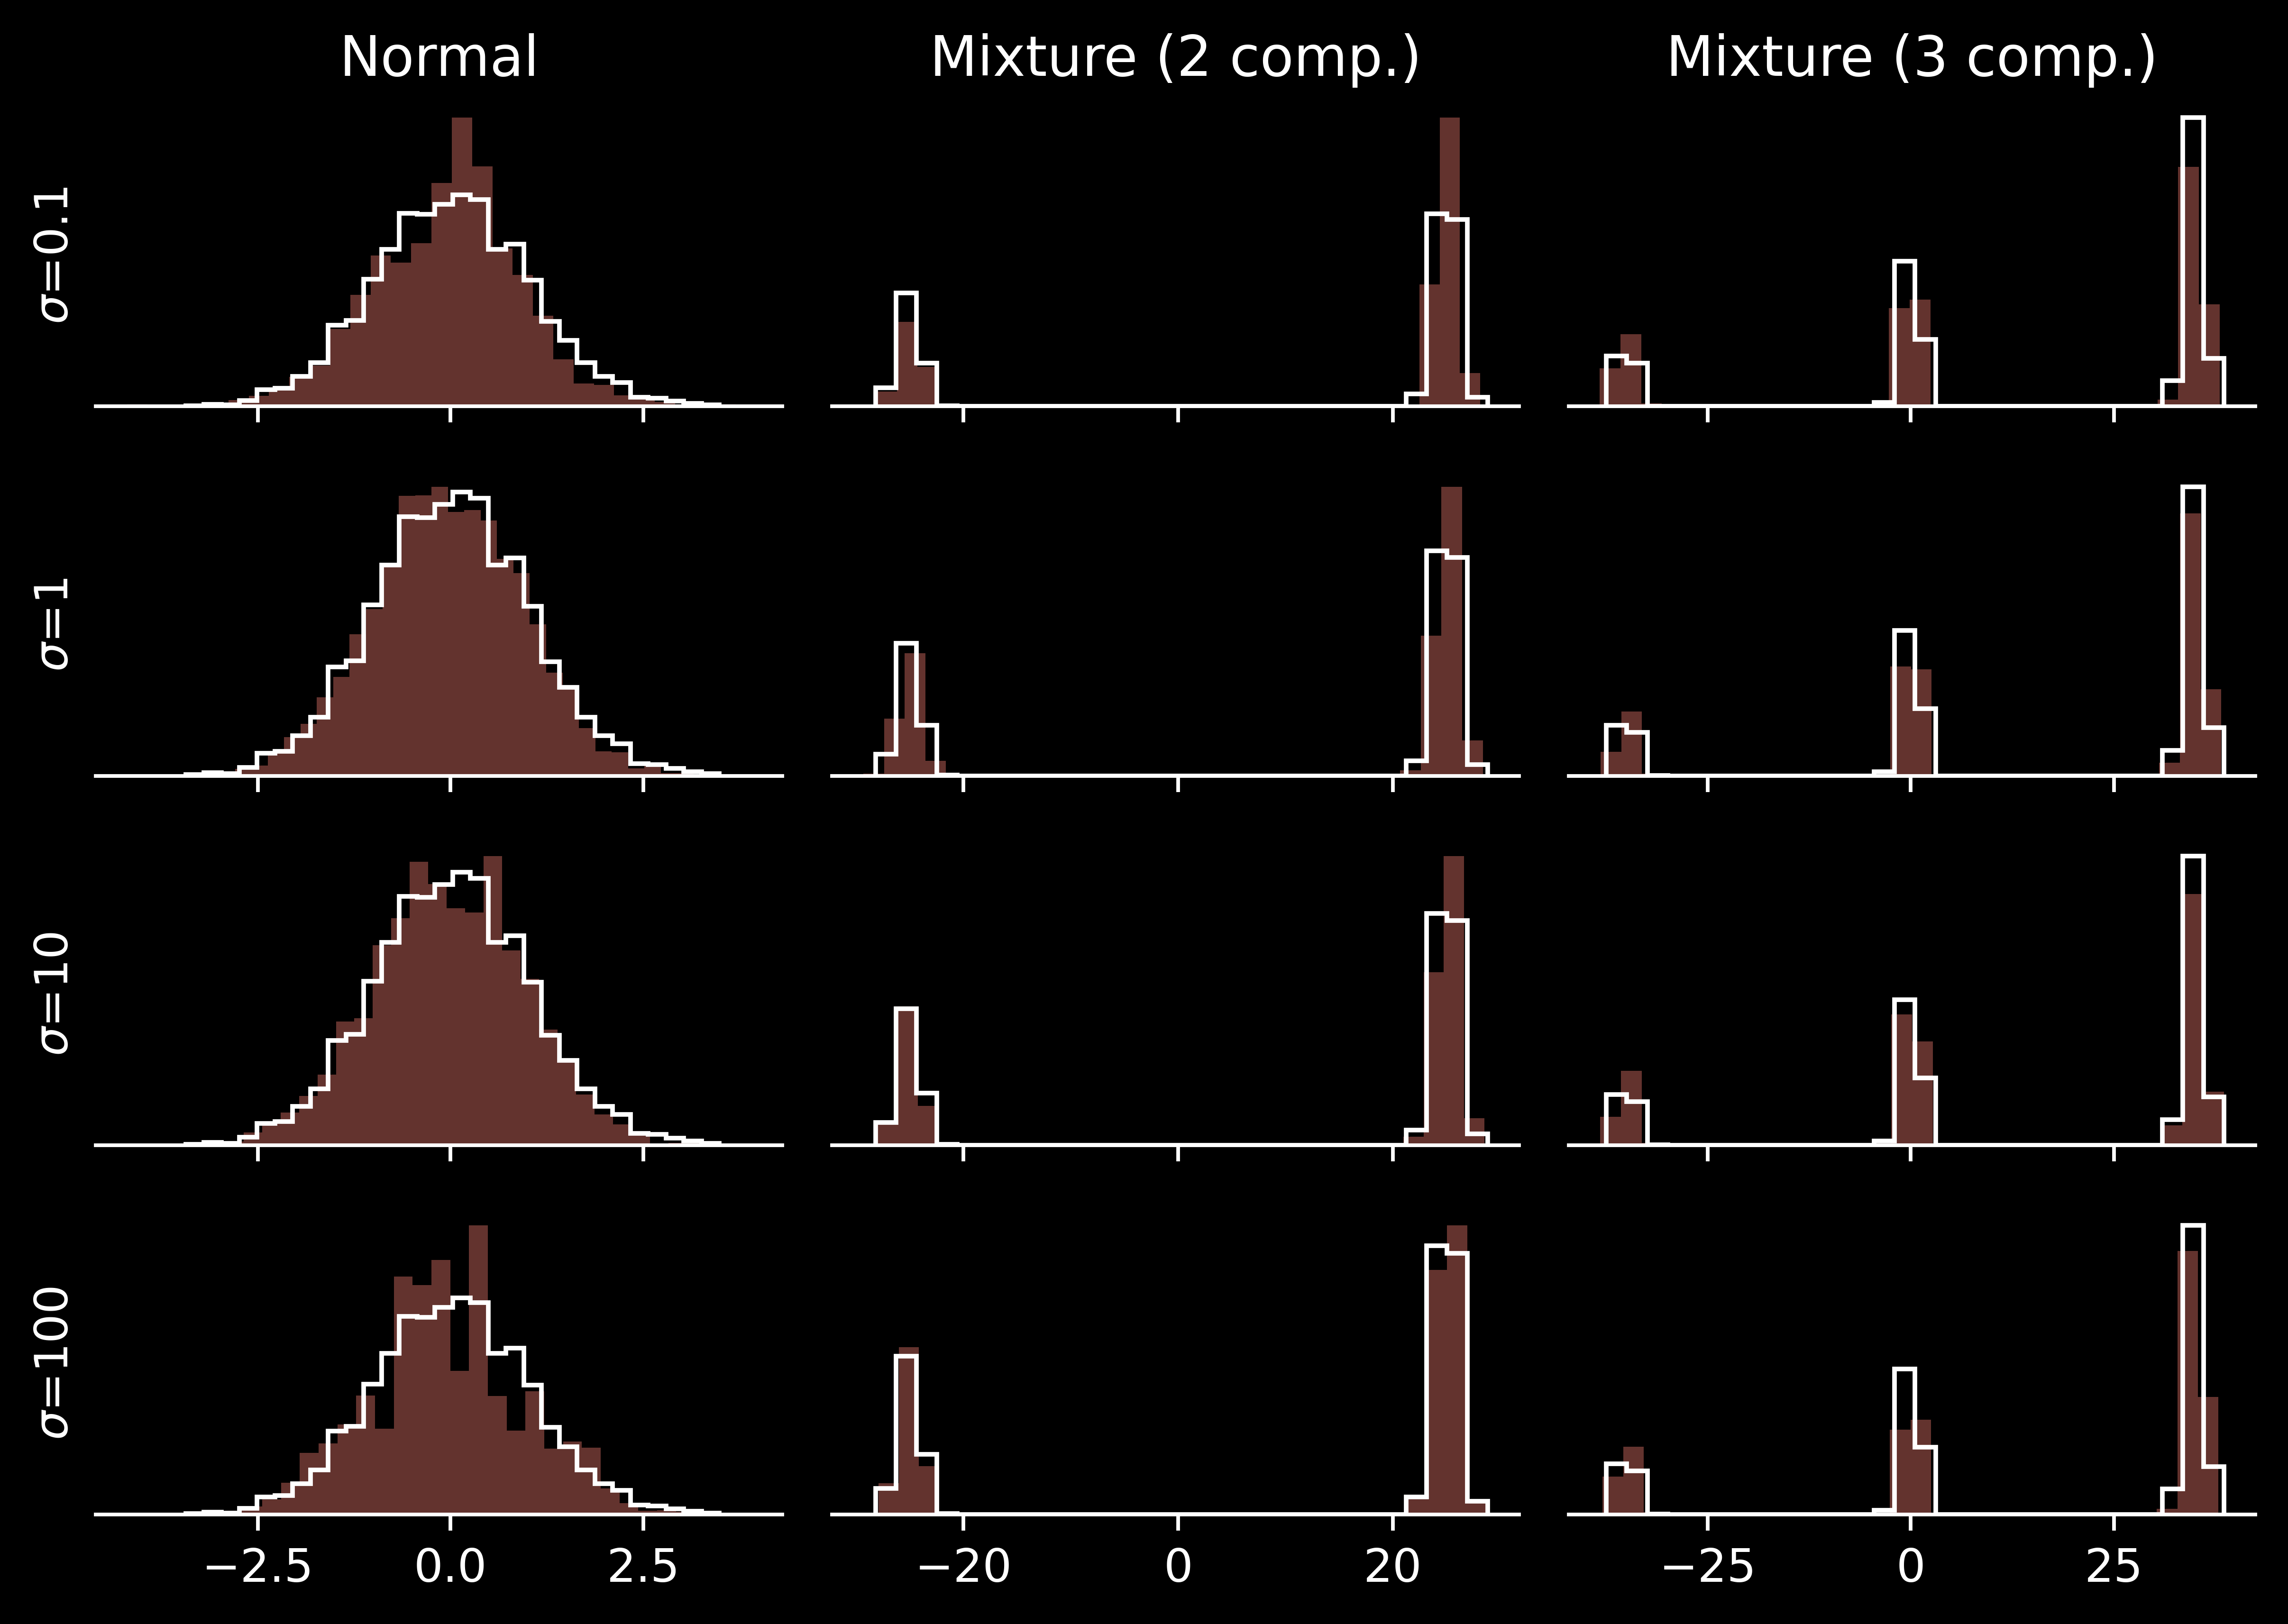 Normal
Mixture (2 comp.)
Mixture (3 comp.)
σ=0.1
σ=1
σ=10
σ=100
−2.5 0.0 2.5
−20 0 20
−25 0 25